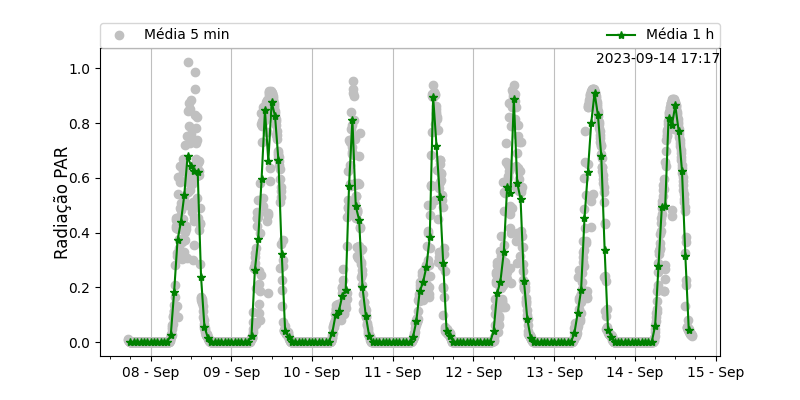 Média 5 min
Média 1 h
2023-09-14 17:17
Radiação PAR
1.0
0.8
0.6
0.4
0.2
0.0
08 - Sep
09 - Sep
10 - Sep
11 - Sep
12 - Sep
13 - Sep
14 - Sep
15 - Sep